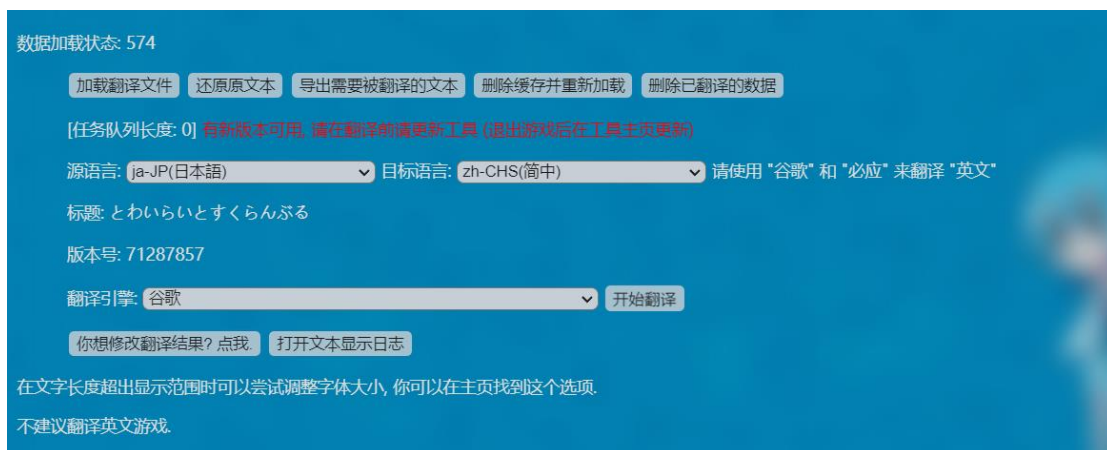 数据加载状态: 574
加载翻译文件 还原原文本 导出需要被翻译的文本 删除缓存并重新加载 删除已翻译的数据
[任务队列长度: 0] 有新版本可用, 请在翻译前请更新工具 (退出游戏后在工具主页更新)
源语言: ja-JP(日本語) 目标语言: zh-CHS(简中) 请使用 "谷歌" 和 "必应" 来翻译 "英文"
标题: とわいらいとすくらんぶる
版本号: 71287857
翻译引擎: 谷歌 开始翻译
你想修改翻译结果? 点我. 打开文本显示日志
在文字长度超出显示范围时可以尝试调整字体大小, 你可以在主页找到这个选项.
不建议翻译英文游戏.